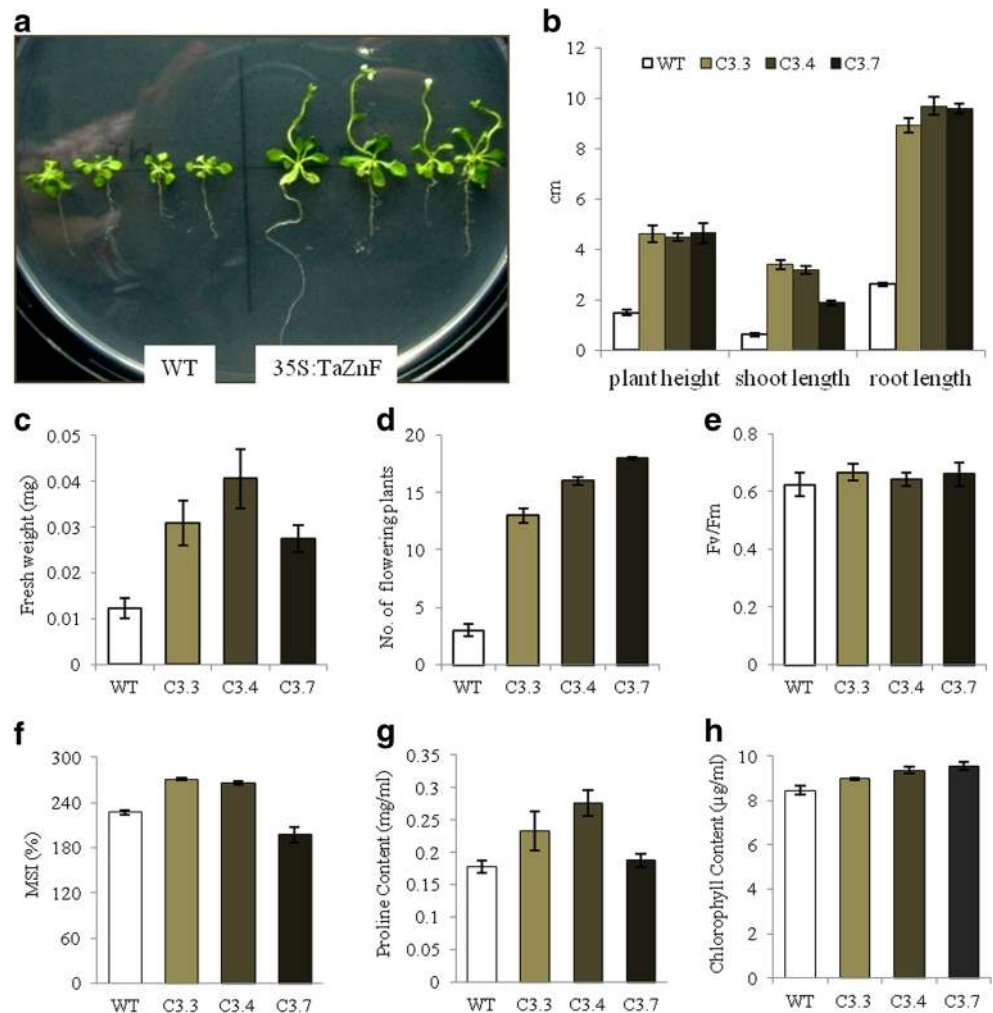 a
WT
35S:TaZnF
b
WT C3.3 C3.4 C3.7
12
10
8
6
4
2
0
cm
plant height shoot length root length
c
0.05
0.04
0.03
0.02
0.01
0
Fresh weight (mg)
WT C3.3 C3.4 C3.7
d
20
15
10
5
0
No. of flowering plants
WT C3.3 C3.4 C3.7
e
0.8
0.6
0.4
0.2
0
Fv/Fm
WT C3.3 C3.4 C3.7
f
300
240
180
120
60
0
MSI (%)
WT C3.3 C3.4 C3.7
g
0.35
0.3
0.25
0.2
0.15
0.1
0.05
0
Proline Content (mg/ml)
WT C3.3 C3.4 C3.7
h
10
8
6
4
2
0
Chlorophyll Content (µg/ml)
WT C3.3 C3.4 C3.7